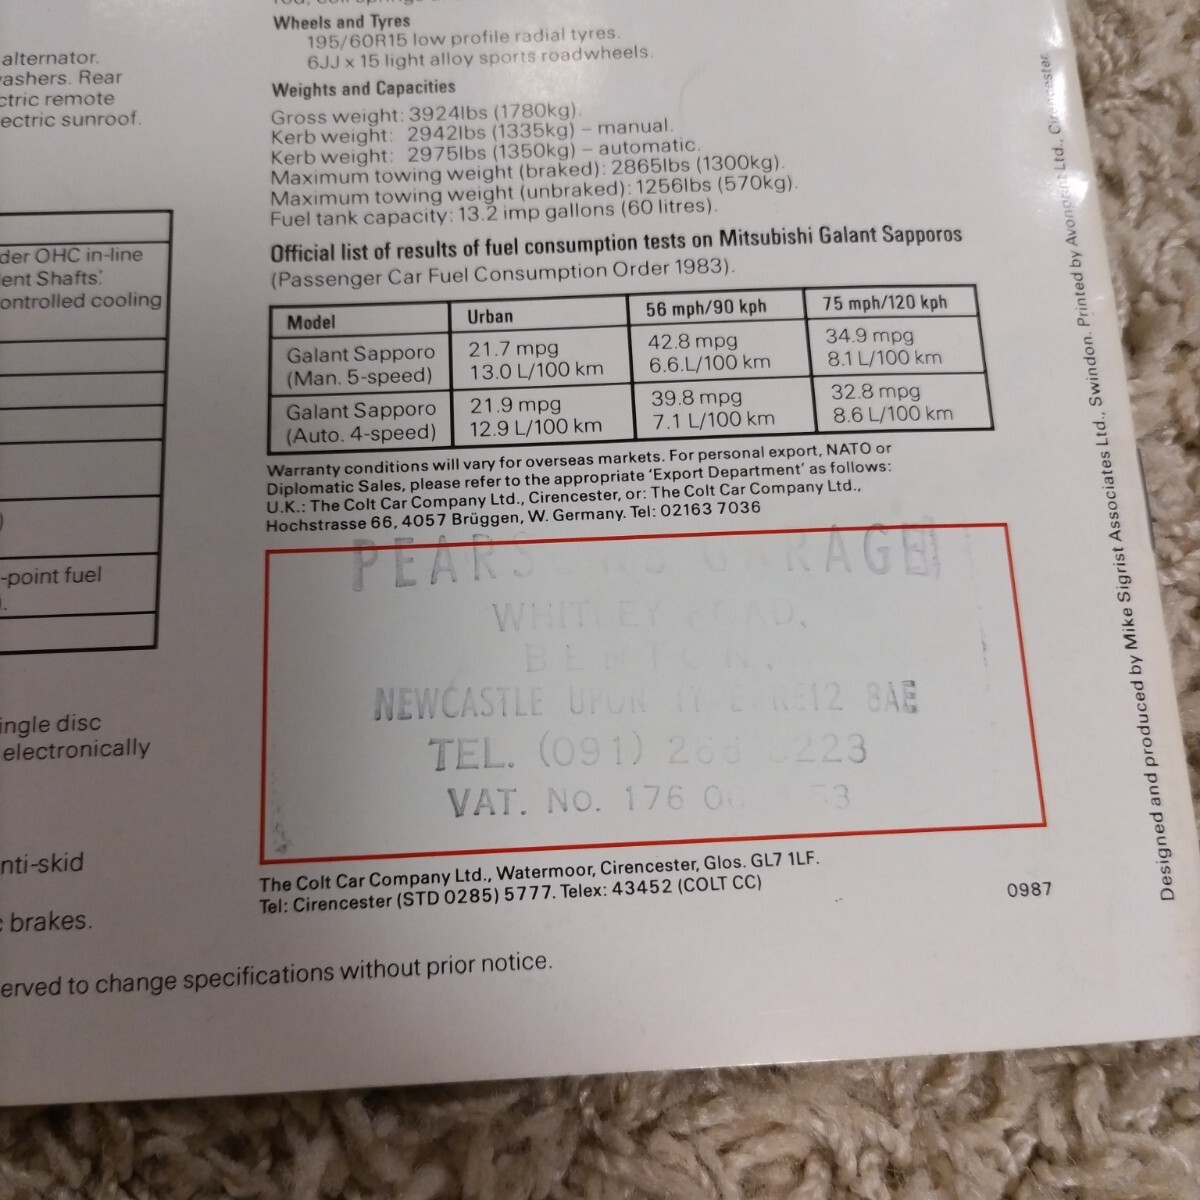 alternator.
ashers. Rear
ctric remote
ectric sunroof.
der OHC in-line
ent Shafts.'
ontrolled cooling
)
-point fuel
).
ingle disc
electronically
nti-skid
brakes.
Wheels and Tyres
195/60R15 low profile radial tyres.
6JJ x 15 light alloy sports roadwheels.
Weights and Capacities
Gross weight: 3924lbs (1780kg).
Kerb weight: 2942lbs (1335kg) – manual.
Kerb weight: 2975lbs (1350kg) – automatic.
Maximum towing weight (braked): 2865lbs (1300kg).
Maximum towing weight (unbraked): 1256lbs (570kg).
Fuel tank capacity: 13.2 imp gallons (60 litres).
Official list of results of fuel consumption tests on Mitsubishi Galant Sapporos
(Passenger Car Fuel Consumption Order 1983).
Model Urban 56 mph/90 kph 75 mph/120 kph
Galant Sapporo 21.7 mpg 42.8 mpg 34.9 mpg
(Man. 5-speed) 13.0 L/100 km 6.6.L/100 km 8.1 L/100 km
Galant Sapporo 21.9 mpg 39.8 mpg 32.8 mpg
(Auto. 4-speed) 12.9 L/100 km 7.1 L/100 km 8.6 L/100 km
Warranty conditions will vary for overseas markets. For personal export, NATO or
Diplomatic Sales, please refer to the appropriate 'Export Department' as follows:
U.K.: The Colt Car Company Ltd., Cirencester, or: The Colt Car Company Ltd.,
Hochstrasse 66, 4057 Brüggen, W. Germany. Tel: 02163 7036
PEARSONS GARAGE
WHITLEY ROAD,
BENTON,
NEWCASTLE UPON TYNE NE12 8AE
TEL. (091) 223
VAT. No. 176
The Colt Car Company Ltd., Watermoor, Cirencester, Glos. GL7 1LF.
Tel: Cirencester (STD 0285) 5777. Telex: 43452 (COLT CC)
0987
erved to change specifications without prior notice.
Designed and produced by Mike Sigrist Associates Ltd., Swindon. Printed by Avonprint Ltd., Cirencester.